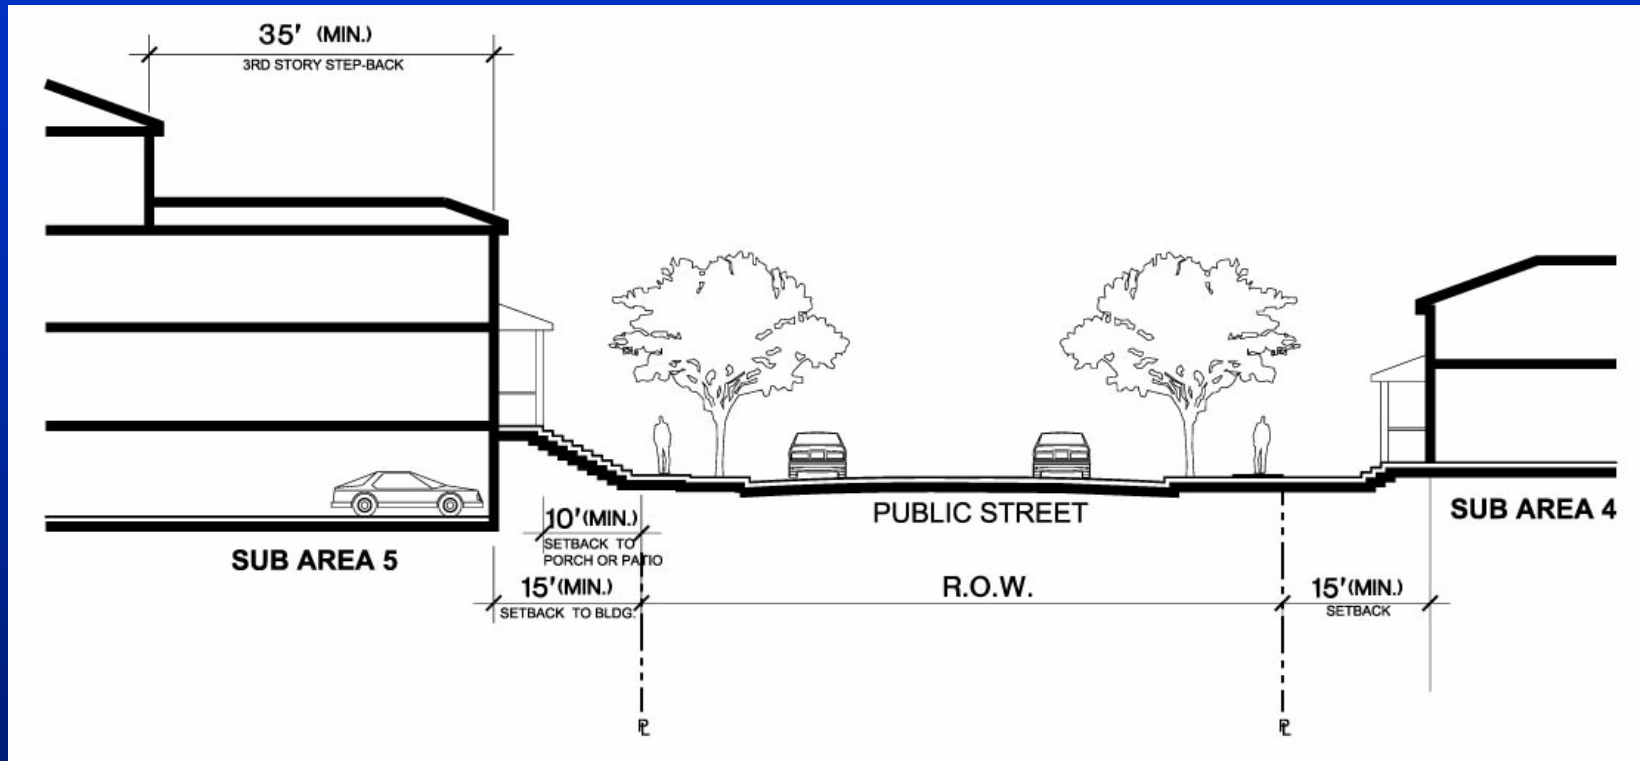 35' (MIN.)
3RD STORY STEP-BACK
PUBLIC STREET
SUB AREA 4
10'(MIN.)
SETBACK TO
PORCH OR PATIO
SUB AREA 5
15'(MIN.)
SETBACK TO BLDG.
R.O.W.
15'(MIN.)
SETBACK
PL
PL